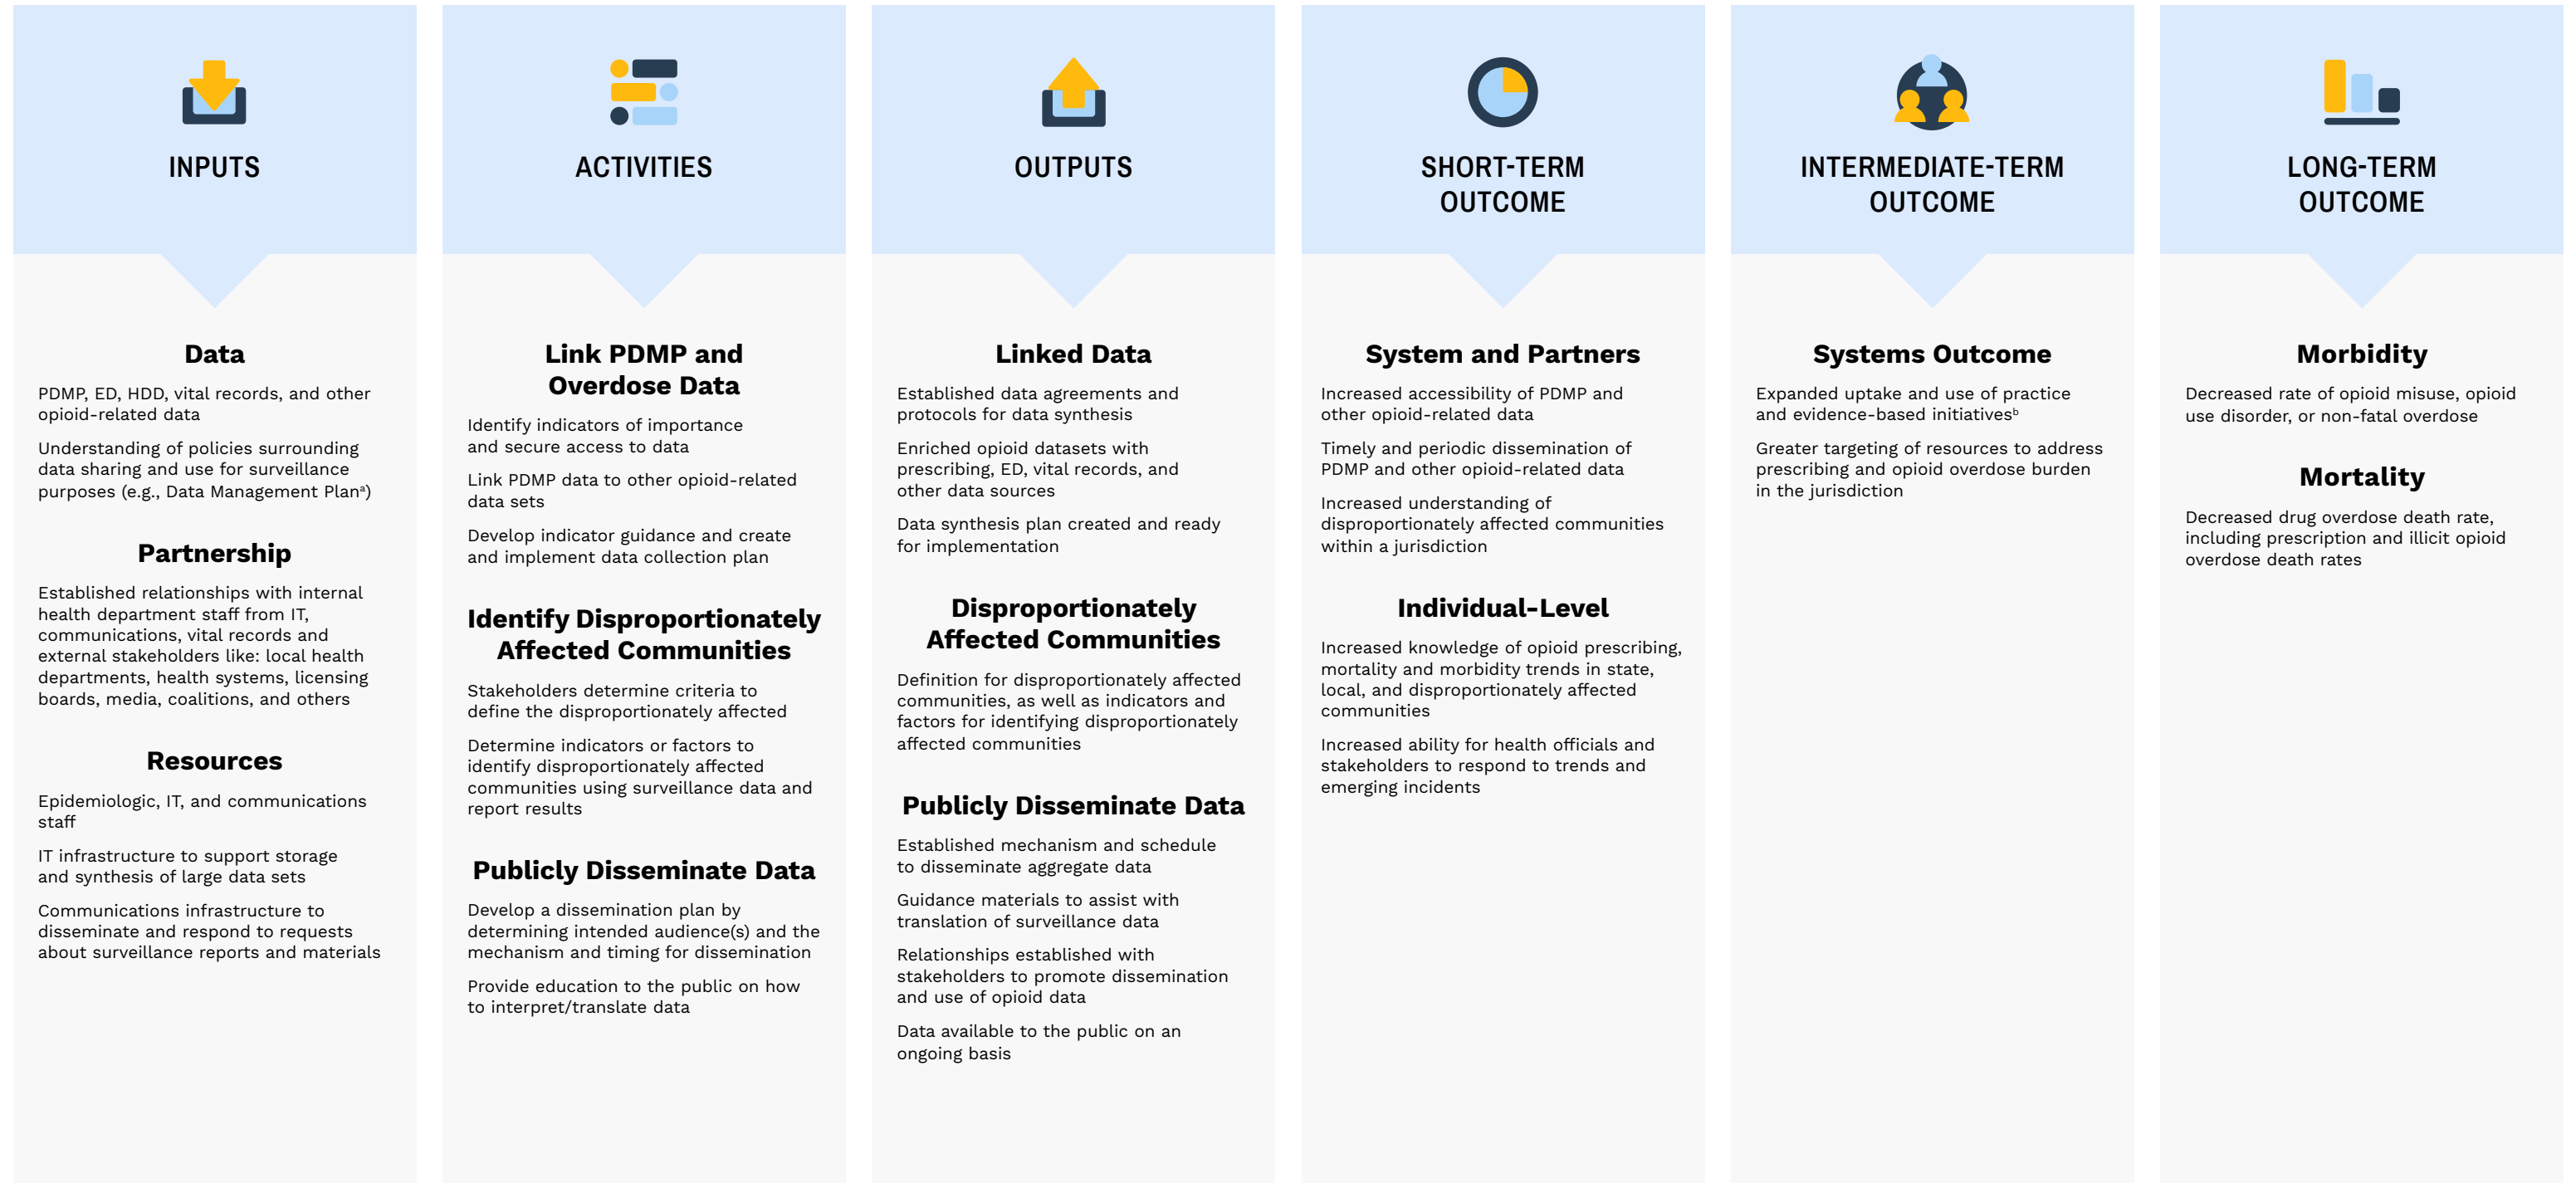 INPUTS
Data
PDMP, ED, HDD, vital records, and other
opioid-related data
Understanding of policies surrounding
data sharing and use for surveillance
purposes (e.g., Data Management Planᵃ)
Partnership
Established relationships with internal
health department staff from IT,
communications, vital records and
external stakeholders like: local health
departments, health systems, licensing
boards, media, coalitions, and others
Resources
Epidemiologic, IT, and communications
staff
IT infrastructure to support storage
and synthesis of large data sets
Communications infrastructure to
disseminate and respond to requests
about surveillance reports and materials
ACTIVITIES
Link PDMP and
Overdose Data
Identify indicators of importance
and secure access to data
Link PDMP data to other opioid-related
data sets
Develop indicator guidance and create
and implement data collection plan
Identify Disproportionately
Affected Communities
Stakeholders determine criteria to
define the disproportionately affected
Determine indicators or factors to
identify disproportionately affected
communities using surveillance data and
report results
Publicly Disseminate Data
Develop a dissemination plan by
determining intended audience(s) and the
mechanism and timing for dissemination
Provide education to the public on how
to interpret/translate data
OUTPUTS
Linked Data
Established data agreements and
protocols for data synthesis
Enriched opioid datasets with
prescribing, ED, vital records, and
other data sources
Data synthesis plan created and ready
for implementation
Disproportionately
Affected Communities
Definition for disproportionately affected
communities, as well as indicators and
factors for identifying disproportionately
affected communities
Publicly Disseminate Data
Established mechanism and schedule
to disseminate aggregate data
Guidance materials to assist with
translation of surveillance data
Relationships established with
stakeholders to promote dissemination
and use of opioid data
Data available to the public on an
ongoing basis
SHORT-TERM
OUTCOME
System and Partners
Increased accessibility of PDMP and
other opioid-related data
Timely and periodic dissemination of
PDMP and other opioid-related data
Increased understanding of
disproportionately affected communities
within a jurisdiction
Individual-Level
Increased knowledge of opioid prescribing,
mortality and morbidity trends in state,
local, and disproportionately affected
communities
Increased ability for health officials and
stakeholders to respond to trends and
emerging incidents
INTERMEDIATE-TERM
OUTCOME
Systems Outcome
Expanded uptake and use of practice
and evidence-based initiativesᵇ
Greater targeting of resources to address
prescribing and opioid overdose burden
in the jurisdiction
LONG-TERM
OUTCOME
Morbidity
Decreased rate of opioid misuse, opioid
use disorder, or non-fatal overdose
Mortality
Decreased drug overdose death rate,
including prescription and illicit opioid
overdose death rates